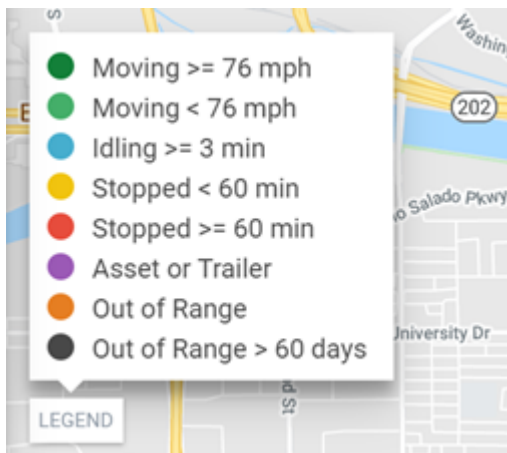 Washin
Moving >= 76 mph
Moving < 76 mph
202
Idling >= 3 min
Stopped < 60 min
o Salado Pkwy
Stopped >= 60 min
Asset or Trailer
Out of Range
University Dr
Out of Range > 60 days
d St
LEGEND